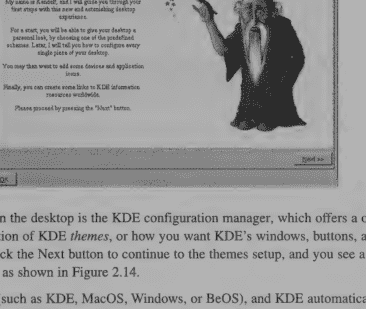 My name is Kandalf, and I will guide you through your
first steps with this new and astonishing desktop
experience.
For a start, you will be able to give your desktop a
personal look, by choosing one of the predefined
schemes. Later, I will tell you how to configure every
single piece of your desktop.
You may than want to add some devices and application
icons.
Finally, you can create some links to KDE information
resources worldwide.
Please proceed by pressing the "Next" button.
Next >>
n the desktop is the KDE configuration manager, which offers a
tion of KDE themes, or how you want KDE's windows, buttons, a
ck the Next button to continue to the themes setup, and you see a
as shown in Figure 2.14.
(such as KDE, MacOS, Windows, or BeOS), and KDE automatica